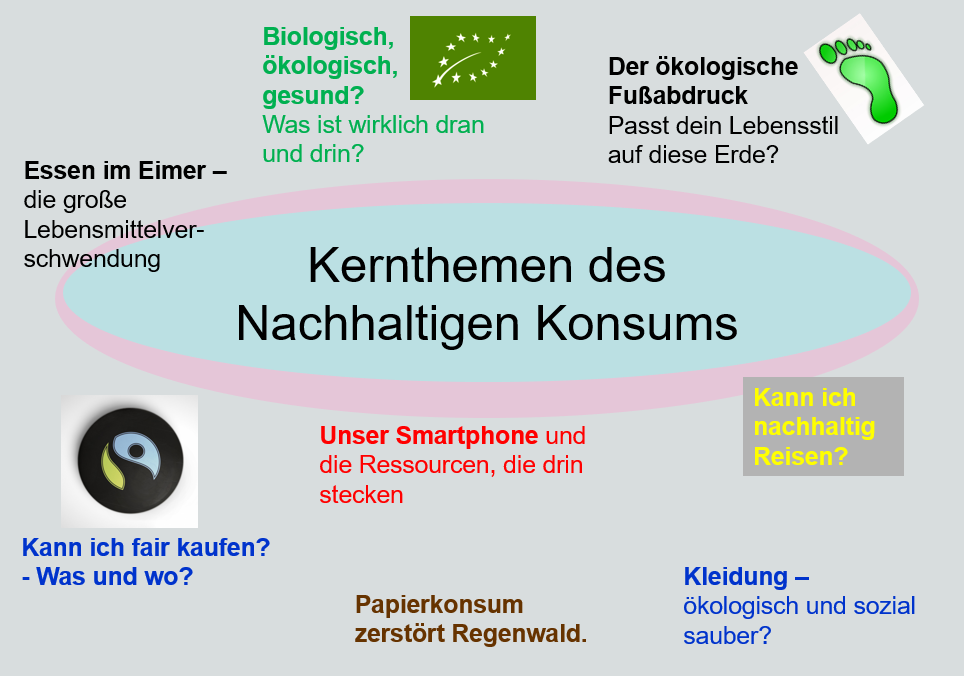 Biologisch,
ökologisch,
gesund?
Was ist wirklich dran
und drin?
Der ökologische
Fußabdruck
Passt dein Lebensstil
auf diese Erde?
Essen im Eimer –
die große
Lebensmittelver-
schwendung
Kernthemen des
Nachhaltigen Konsums
Kann ich
nachhaltig
Reisen?
Unser Smartphone und
die Ressourcen, die drin
stecken
Kann ich fair kaufen?
- Was und wo?
Papierkonsum
zerstört Regenwald.
Kleidung –
ökologisch und sozial
sauber?